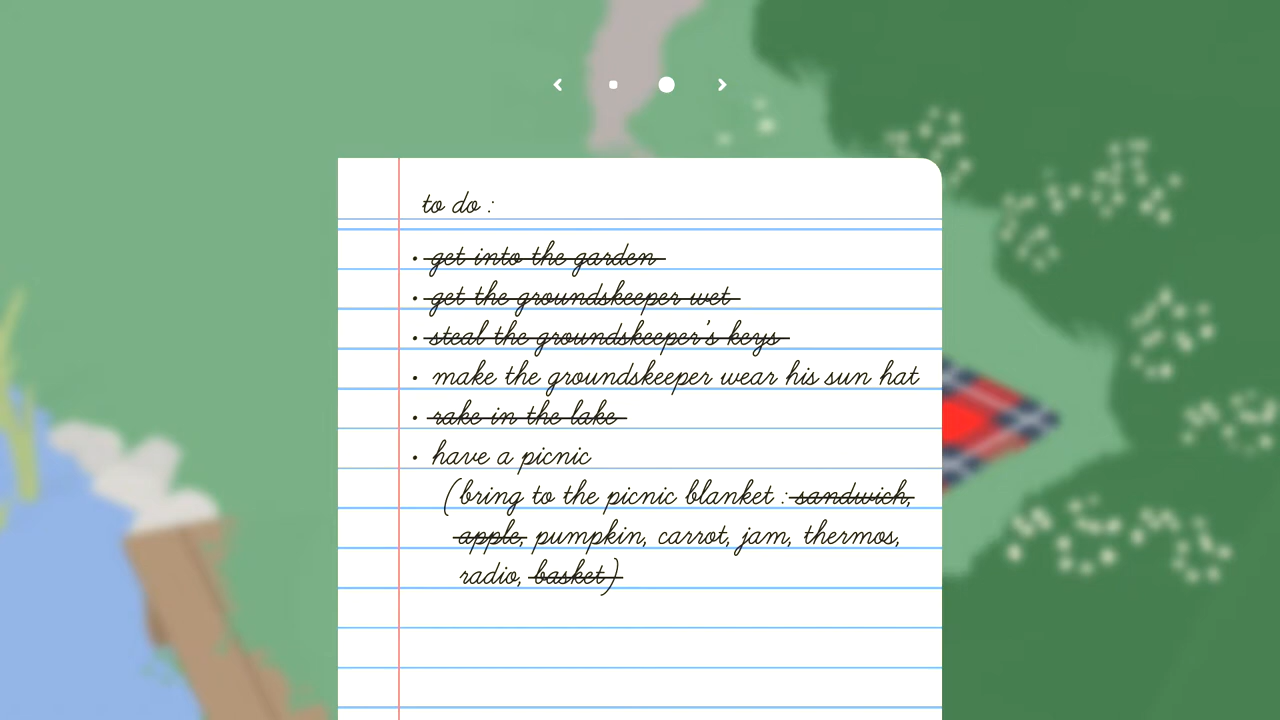 to do :
• get into the garden
• get the groundskeeper wet
• steal the groundskeeper's keys
• make the groundskeeper wear his sun hat
• rake in the lake
• have a picnic
(bring to the picnic blanket : sandwich,
apple, pumpkin, carrot, jam, thermos,
radio, basket)